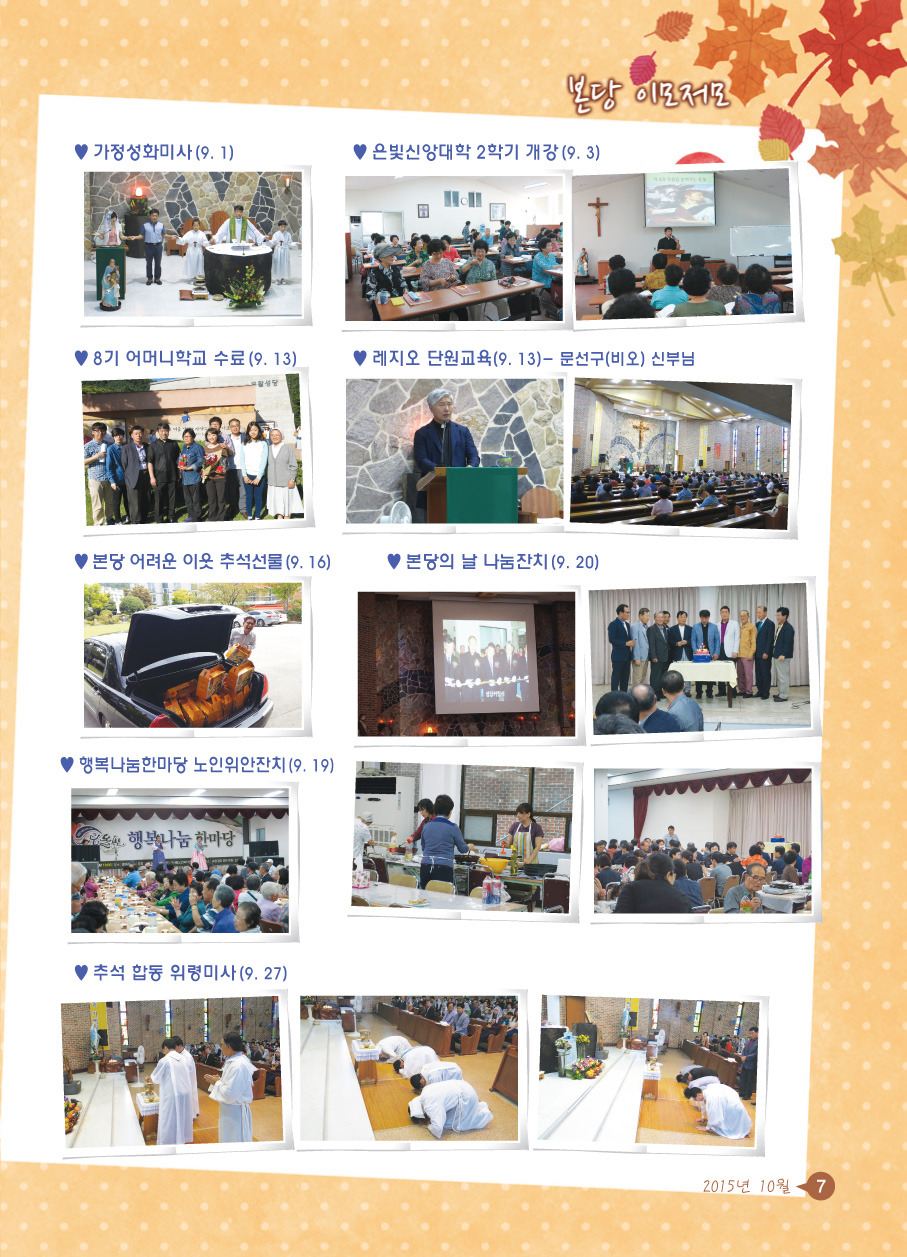 본당 이모저모
♥ 가정성화미사(9. 1)
♥ 은빛신앙대학 2학기 개강(9. 3)
♥ 8기 어머니학교 수료(9. 13)
♥ 레지오 단원교육(9. 13)- 문선구(비오) 신부님
♥ 본당 어려운 이웃 추석선물(9. 16)
♥ 본당의 날 나눔잔치(9. 20)
♥ 행복나눔한마당 노인위안잔치(9. 19)
행복나눔 한마당
♥ 추석 합동 위령미사(9. 27)
2015년 10월 7